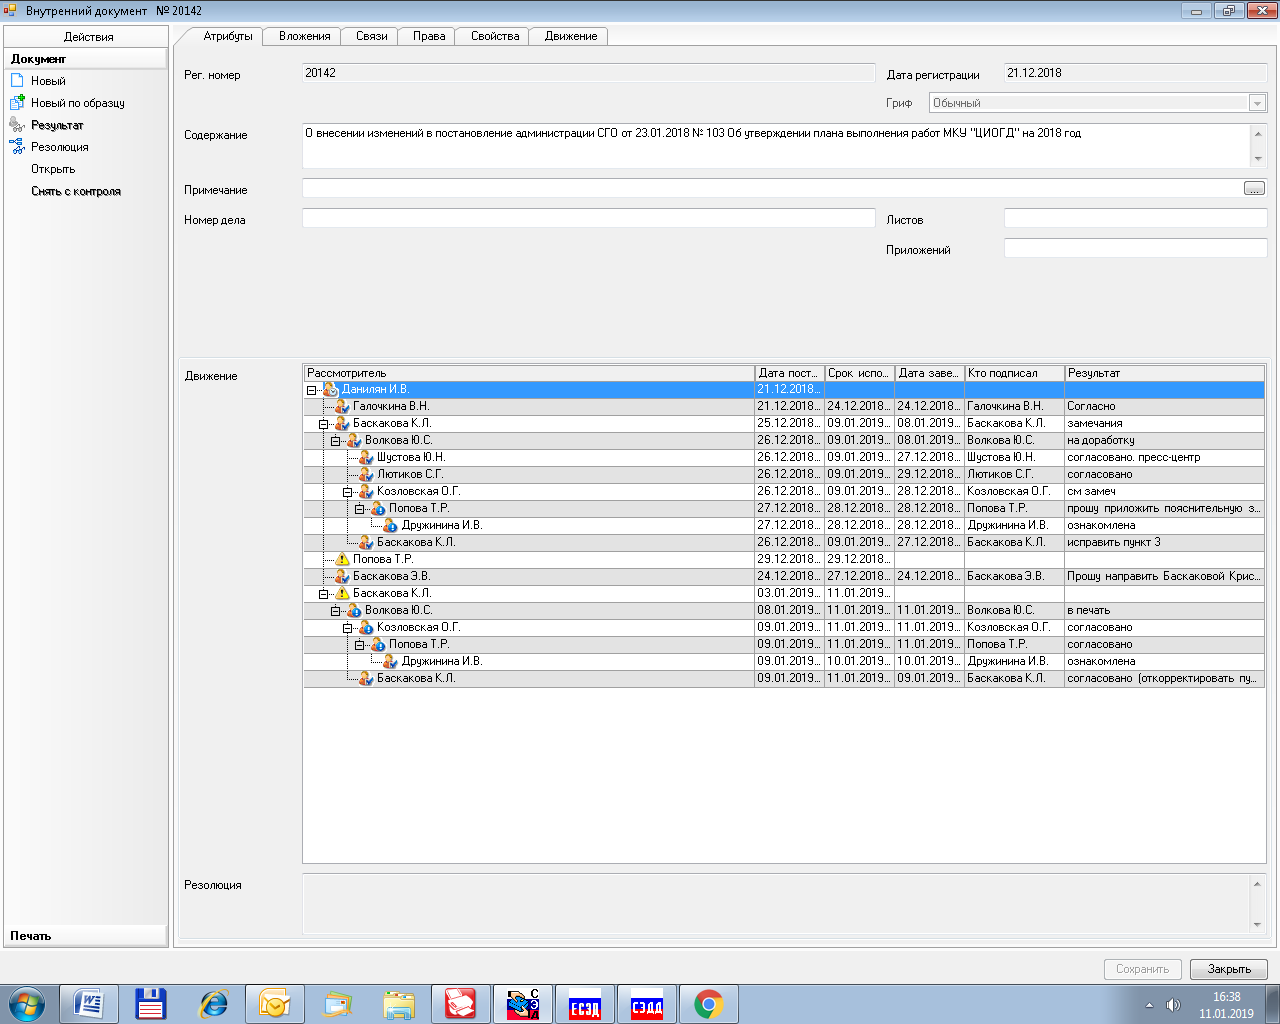 Внутренний документ № 20142
Действия
Документ
Новый
Новый по образцу
Результат
Резолюция
Открыть
Снять с контроля
Печать
Атрибуты Вложения Связи Права Свойства Движение
Рег. номер 20142 Дата регистрации 21.12.2018
Гриф Обычный
Содержание О внесении изменений в постановление администрации СГО от 23.01.2018 № 103 Об утверждении плана выполнения работ МКУ "ЦИОГД" на 2018 год
Примечание ...
Номер дела Листов
Приложений
Движение
Рассмотритель Дата пост... Срок испо... Дата заве... Кто подписал Результат
Данилян И.В. 21.12.2018...
Галочкина В.Н. 21.12.2018... 24.12.2018... 24.12.2018... Галочкина В.Н. Согласно
Баскакова К.Л. 25.12.2018... 09.01.2019... 08.01.2019... Баскакова К.Л. замечания
Волкова Ю.С. 26.12.2018... 09.01.2019... 08.01.2019... Волкова Ю.С. на доработку
Шустова Ю.Н. 26.12.2018... 09.01.2019... 27.12.2018... Шустова Ю.Н. согласовано. пресс-центр
Лютиков С.Г. 26.12.2018... 09.01.2019... 29.12.2018... Лютиков С.Г. согласовано
Козловская О.Г. 26.12.2018... 09.01.2019... 28.12.2018... Козловская О.Г. см замеч
Попова Т.Р. 27.12.2018... 28.12.2018... 28.12.2018... Попова Т.Р. прошу приложить пояснительную з...
Дружинина И.В. 27.12.2018... 28.12.2018... 28.12.2018... Дружинина И.В. ознакомлена
Баскакова К.Л. 26.12.2018... 09.01.2019... 27.12.2018... Баскакова К.Л. исправить пункт 3
Попова Т.Р. 29.12.2018... 29.12.2018...
Баскакова Э.В. 24.12.2018... 27.12.2018... 24.12.2018... Баскакова Э.В. Прошу направить Баскаковой Крис...
Баскакова К.Л. 03.01.2019... 11.01.2019...
Волкова Ю.С. 08.01.2019... 11.01.2019... 11.01.2019... Волкова Ю.С. в печать
Козловская О.Г. 09.01.2019... 11.01.2019... 11.01.2019... Козловская О.Г. согласовано
Попова Т.Р. 09.01.2019... 11.01.2019... 11.01.2019... Попова Т.Р. согласовано
Дружинина И.В. 09.01.2019... 10.01.2019... 10.01.2019... Дружинина И.В. ознакомлена
Баскакова К.Л. 09.01.2019... 11.01.2019... 09.01.2019... Баскакова К.Л. согласовано (откорректировать пу...
Резолюция
Сохранить Закрыть
СЭД ЕСЭД СЭДД
16:38
11.01.2019